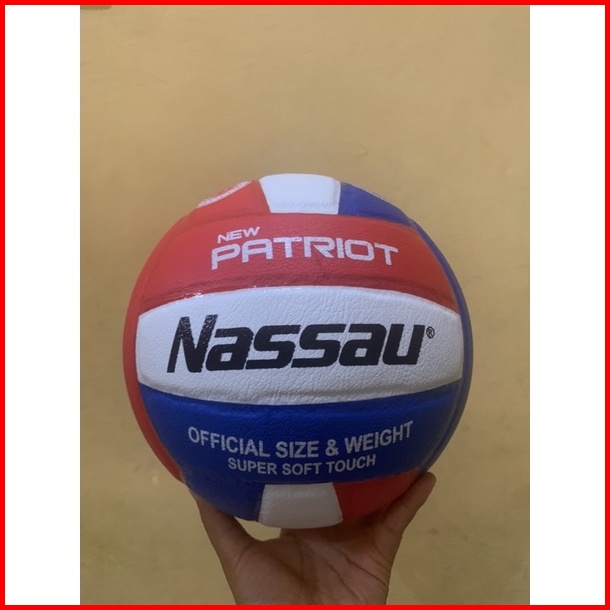 NEW
PATRIOT
Nassau®
OFFICIAL SIZE & WEIGHT
SUPER SOFT TOUCH